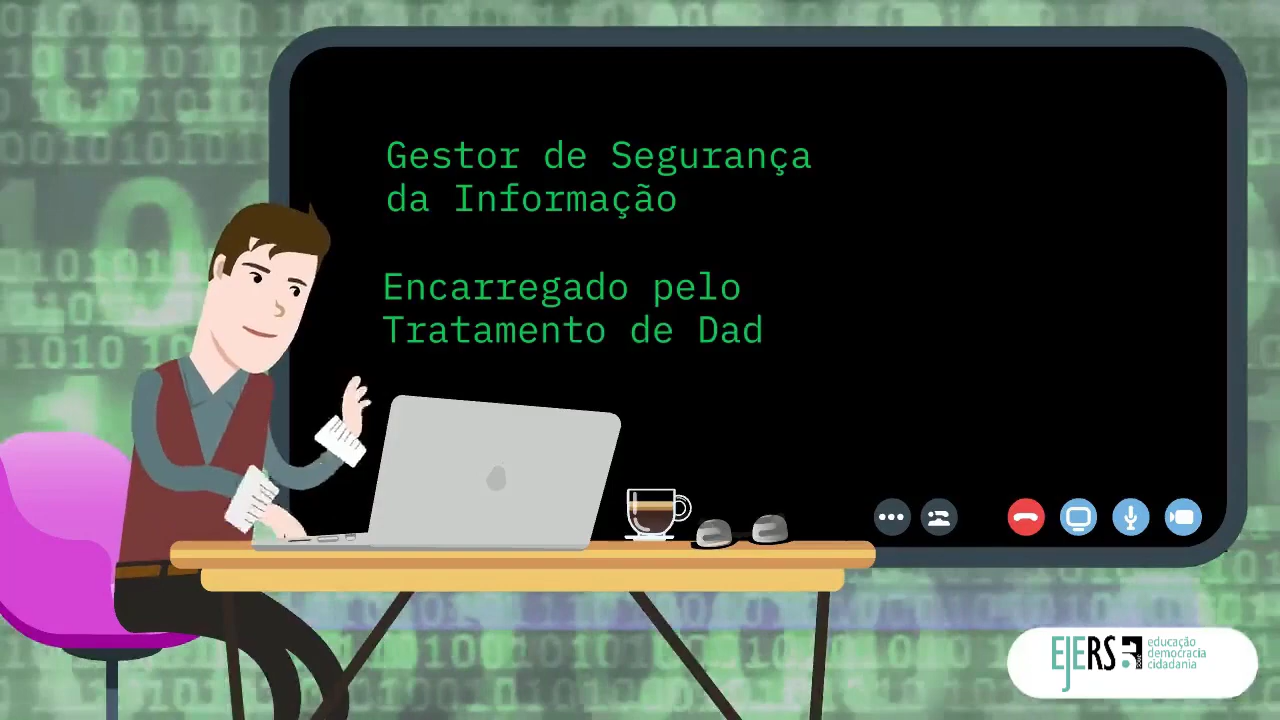 Gestor de Segurança
da Informação
Encarregado pelo
Tratamento de Dad
EJERS
educação
democracia
cidadania